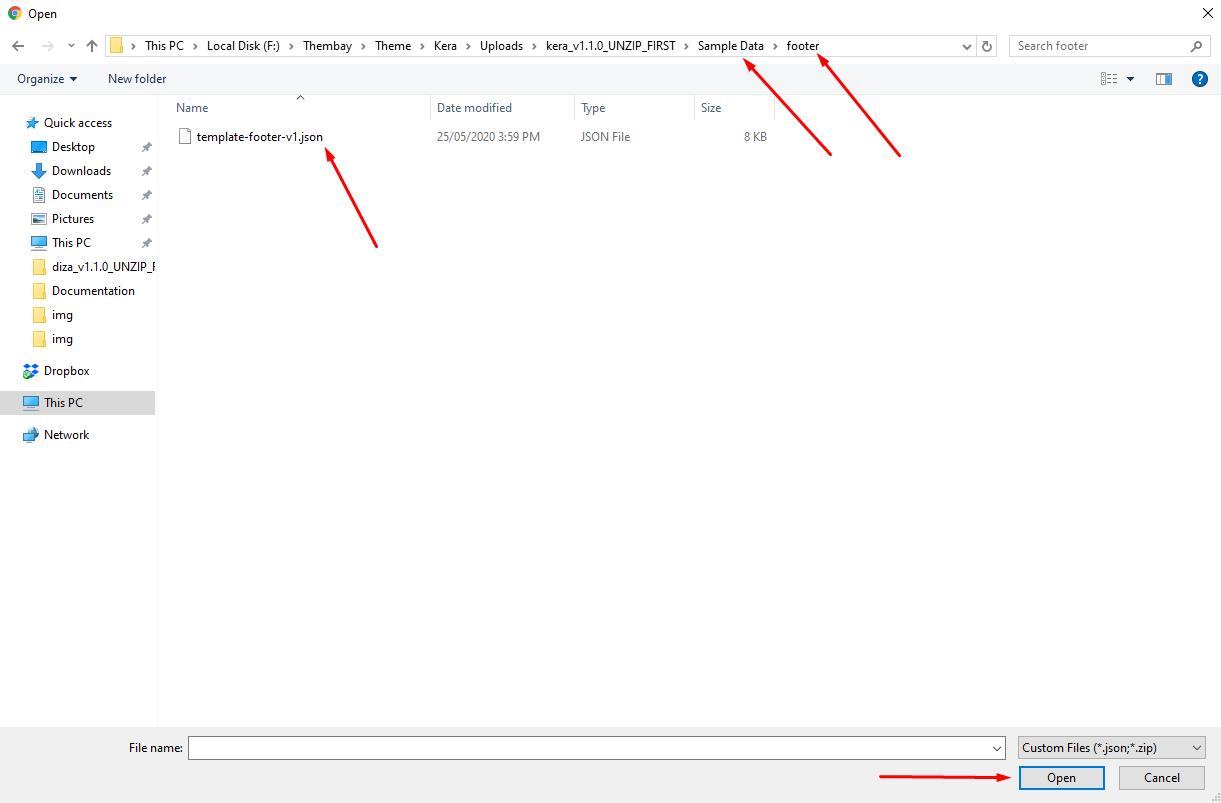 Open
This PC > Local Disk (F:) > Thembay > Theme > Kera > Uploads > kera_v1.1.0_UNZIP_FIRST > Sample Data > footer
Search footer
Organize
New folder
Name
Date modified
Type
Size
template-footer-v1.json
25/05/2020 3:59 PM
JSON File
8 KB
Quick access
Desktop
Downloads
Documents
Pictures
This PC
diza_v1.1.0_UNZIP_F
Documentation
img
img
Dropbox
This PC
Network
File name:
Custom Files (*.json;*.zip)
Open
Cancel